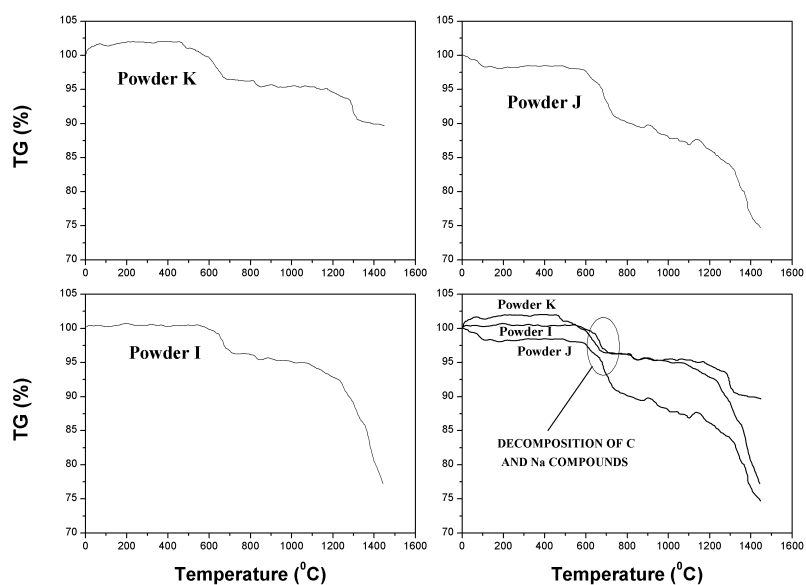 105
100
95
90
85
80
75
70
0 200 400 600 800 1000 1200 1400 1600
TG (%)
Powder K
105
100
95
90
85
80
75
70
0 200 400 600 800 1000 1200 1400 1600
Powder J
105
100
95
90
85
80
75
70
0 200 400 600 800 1000 1200 1400 1600
TG (%)
Powder I
Temperature (⁰C)
105
100
95
90
85
80
75
70
0 200 400 600 800 1000 1200 1400 1600
Powder K
Powder I
Powder J
DECOMPOSITION OF C
AND Na COMPOUNDS
Temperature (⁰C)